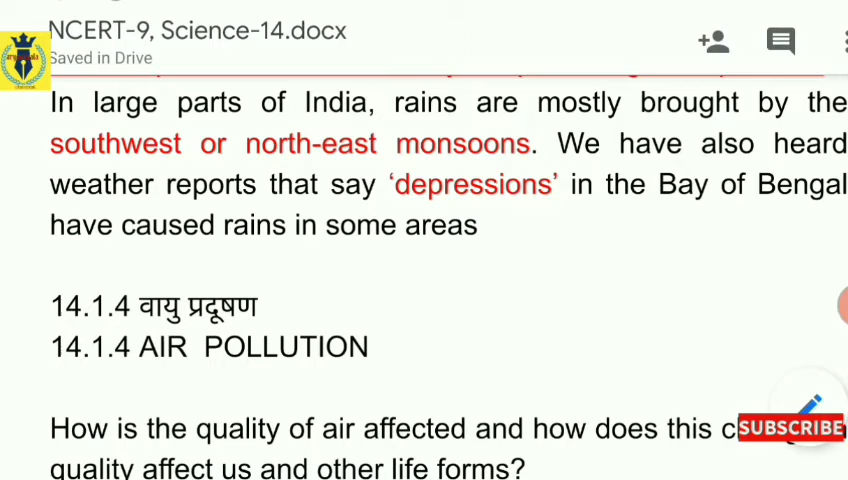 NCERT-9, Science-14.docx
Saved in Drive
In large parts of India, rains are mostly brought by the
southwest or north-east monsoons. We have also heard
weather reports that say ‘depressions’ in the Bay of Bengal
have caused rains in some areas
14.1.4 वायु प्रदूषण
14.1.4 AIR POLLUTION
How is the quality of air affected and how does this
SUBSCRIBE
quality affect us and other life forms?